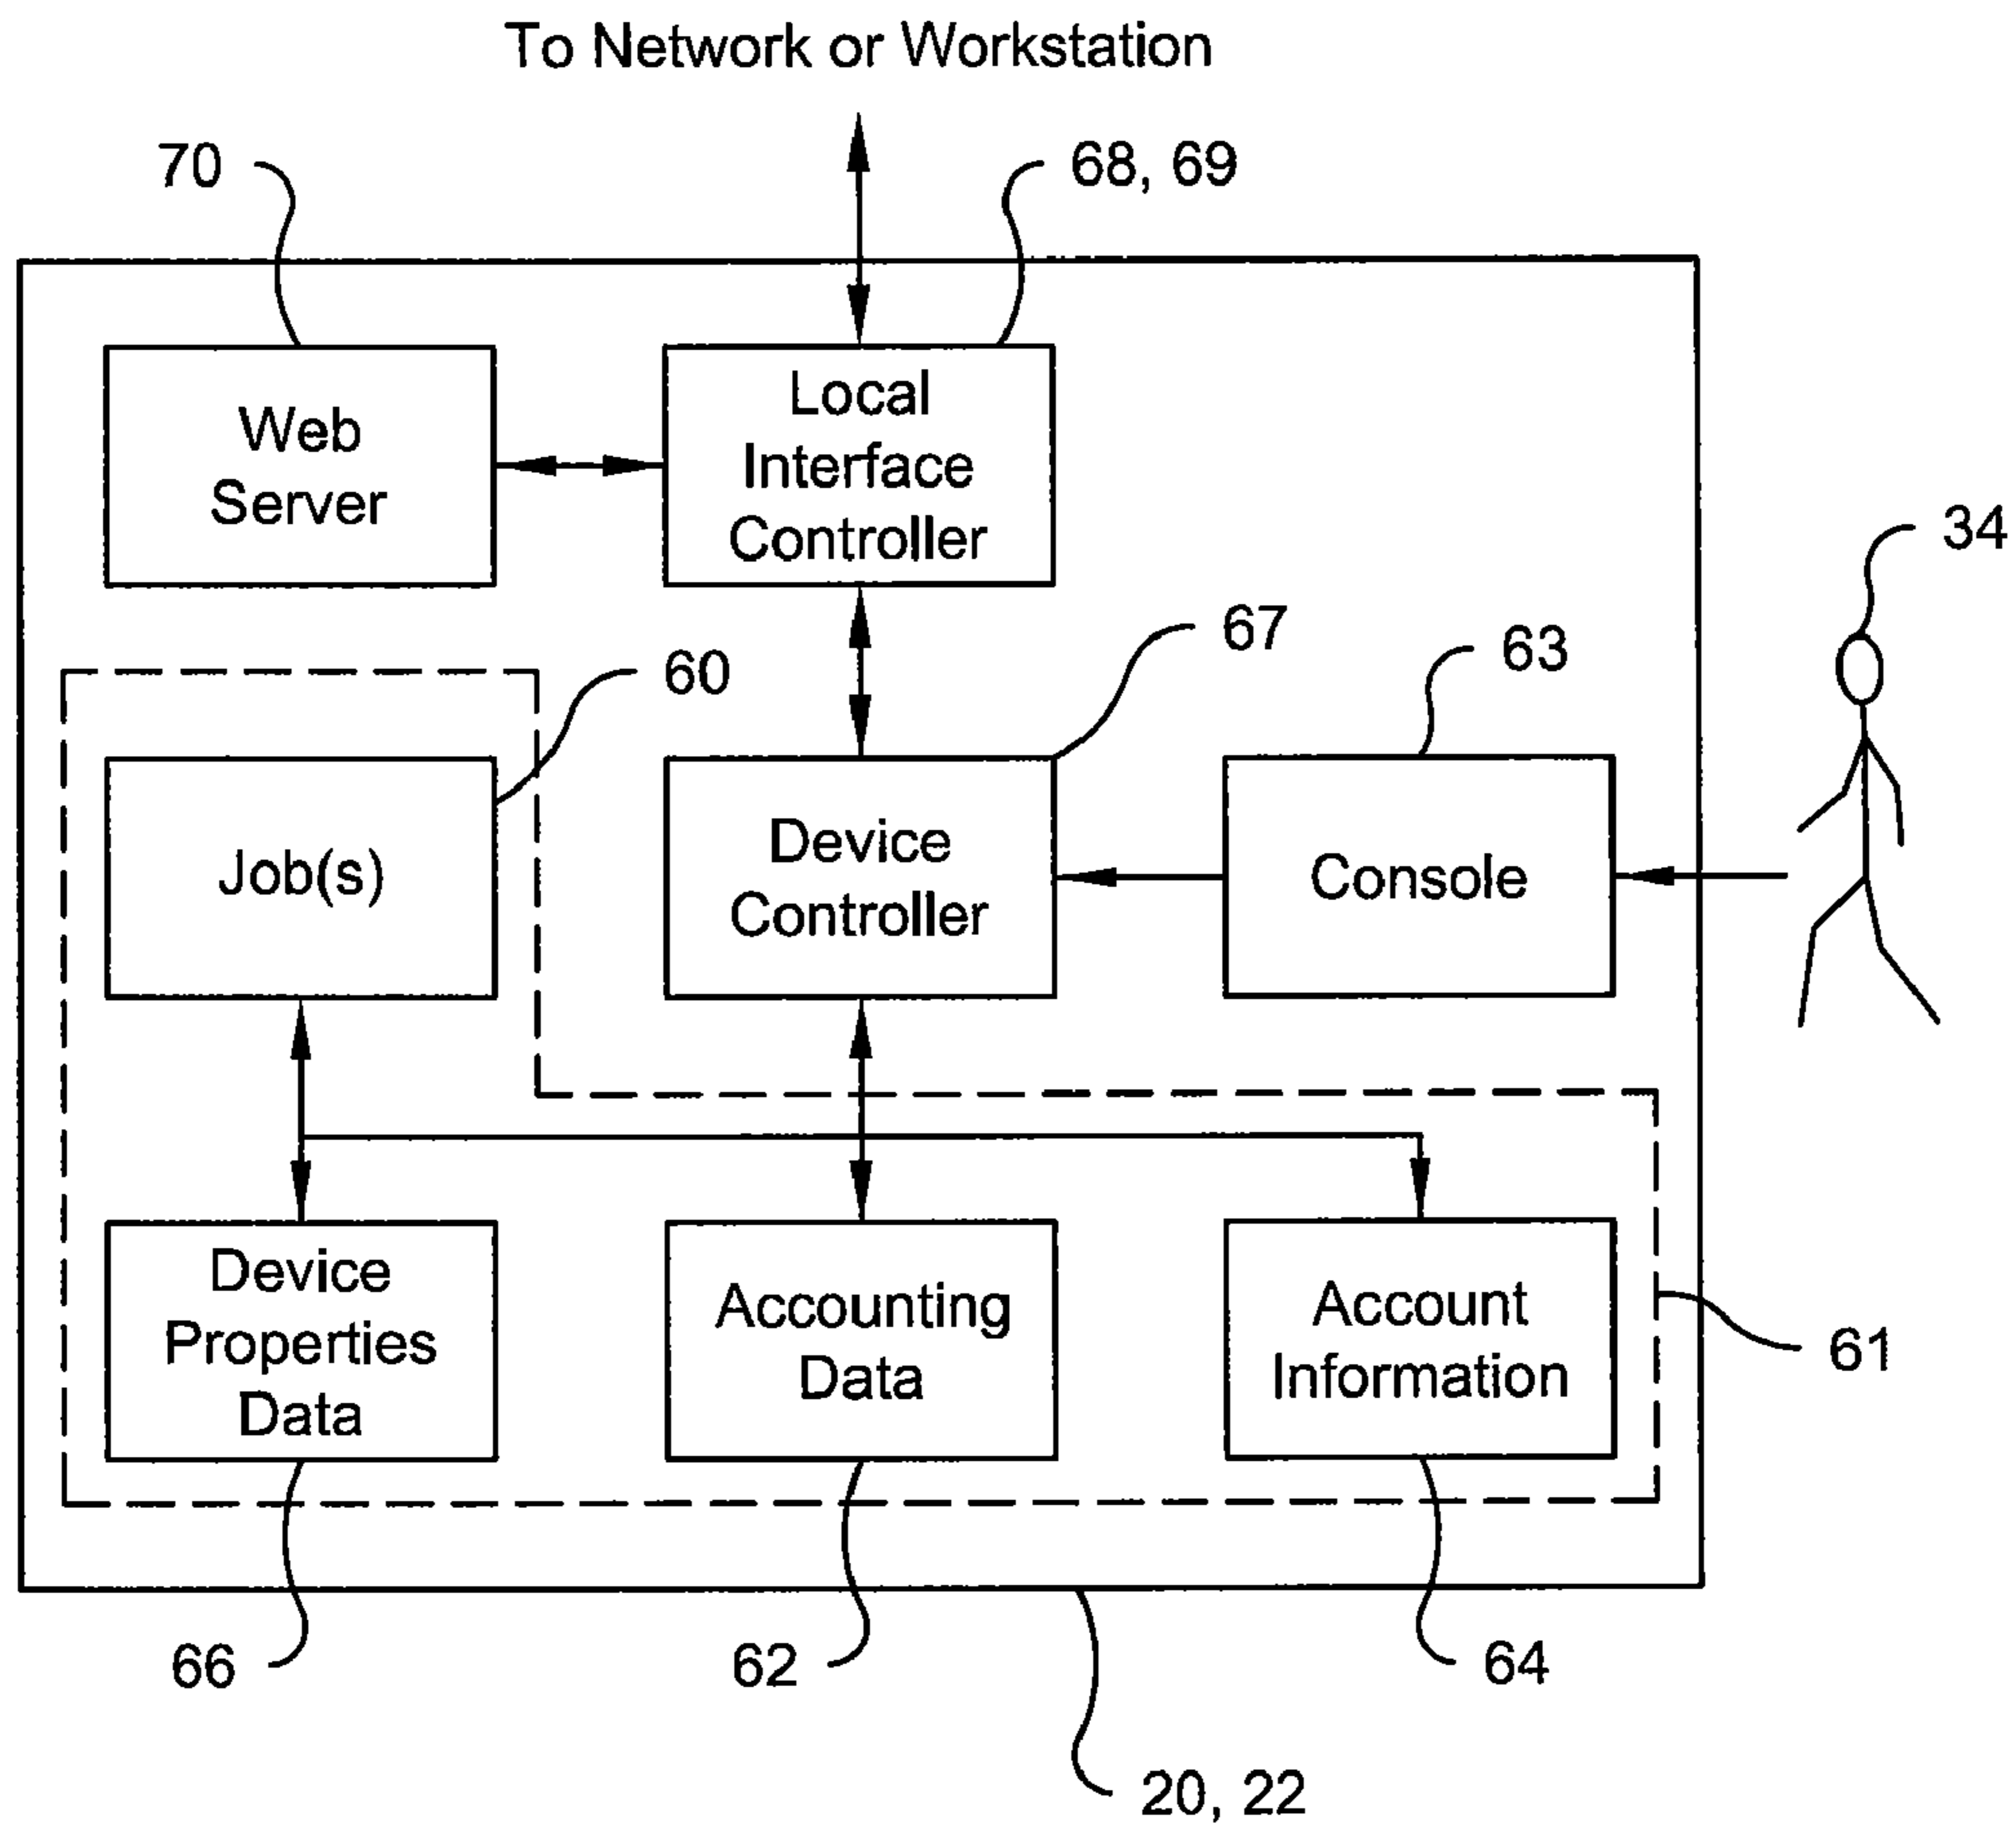 To Network or Workstation
70
68, 69
Web
Server
Local
Interface
Controller
34
67
63
60
Job(s)
Device
Controller
Console
Device
Properties
Data
Accounting
Data
Account
Information
61
66
62
64
20, 22